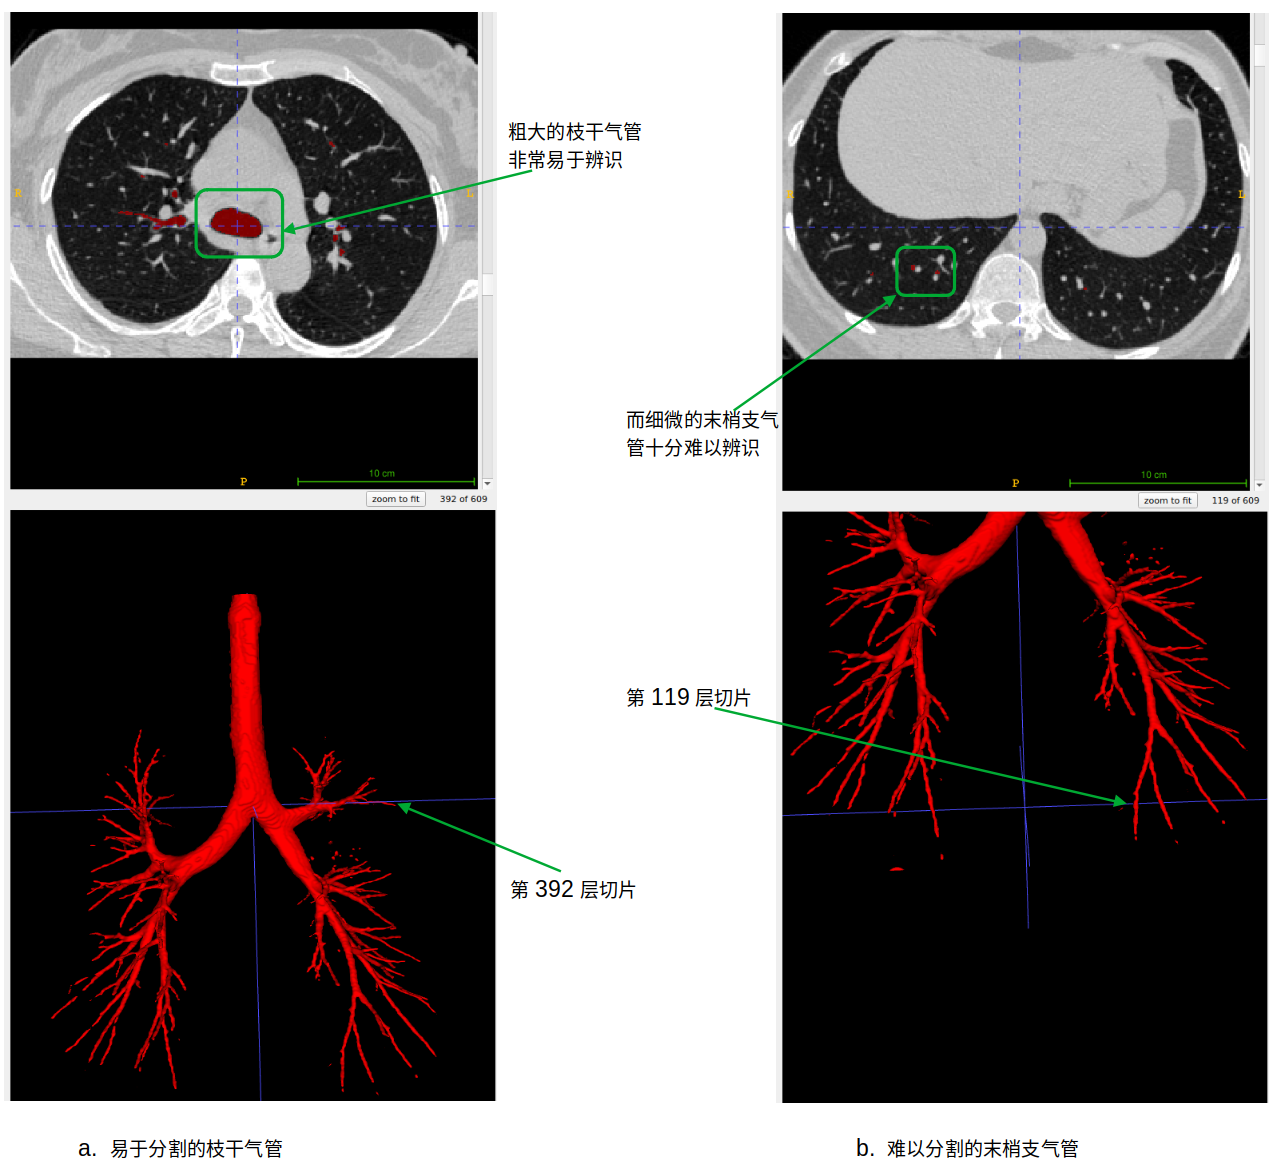 粗大的枝干气管
非常易于辨识
R
L
10 cm
P
zoom to fit
392 of 609
R
L
而细微的末梢支气
管十分难以辨识
10 cm
P
zoom to fit
119 of 609
第 119 层切片
第 392 层切片
a. 易于分割的枝干气管
b. 难以分割的末梢支气管